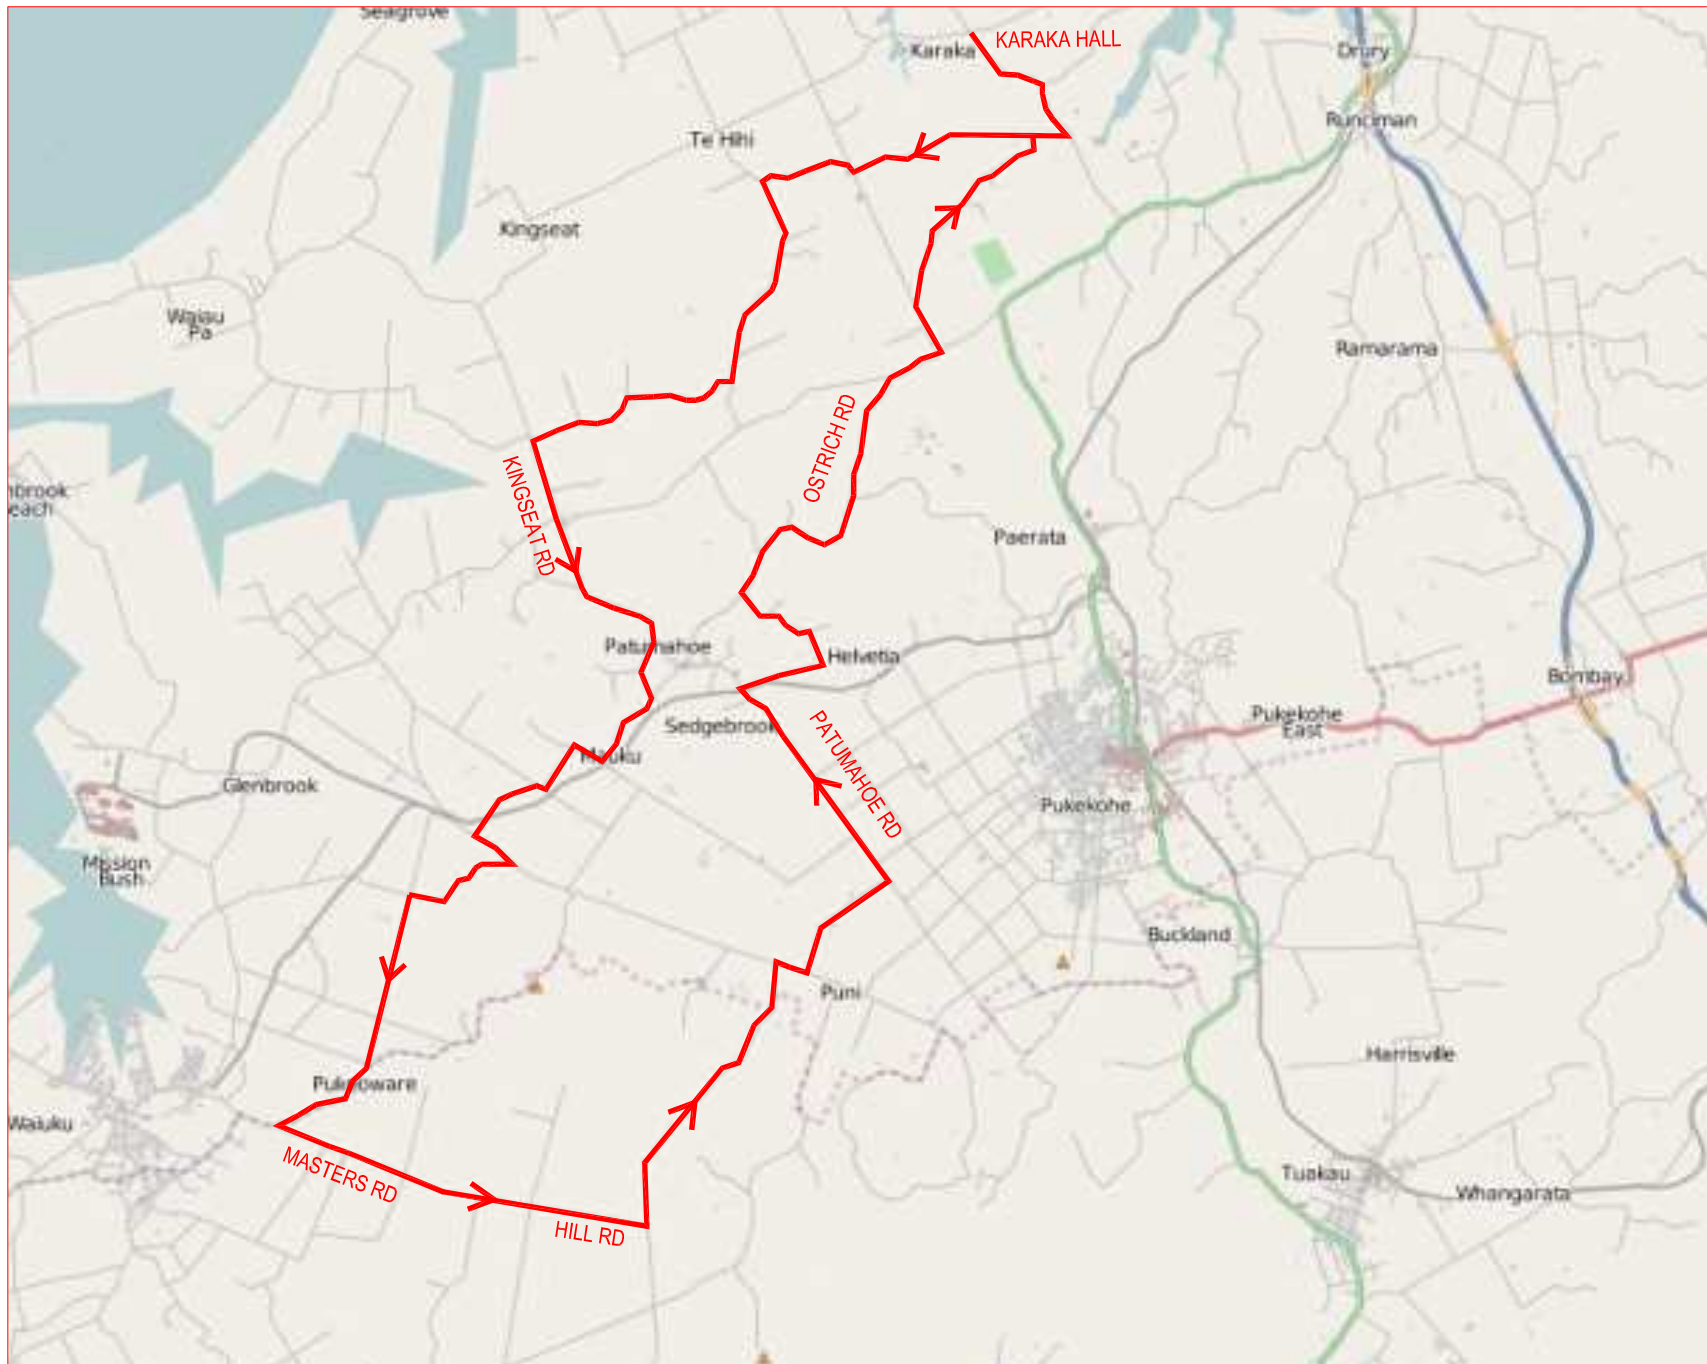 Seagrove
KARAKA HALL
Karaka
Drury
Runciman
Te Hihi
Kingseat
Waiau
Pa
Ramarama
OSTRICH RD
KINGSEAT RD
nbrook
each
Paerata
Patumahoe
Helvetia
Bombay
Sedgebrook
PATUMAHOE RD
Pukekohe
East
Mauku
Glenbrook
Pukekohe
Mission
Bush
Buckland
Puni
Harrisville
Waiuku
MASTERS RD
Tuakau
Whangarata
HILL RD